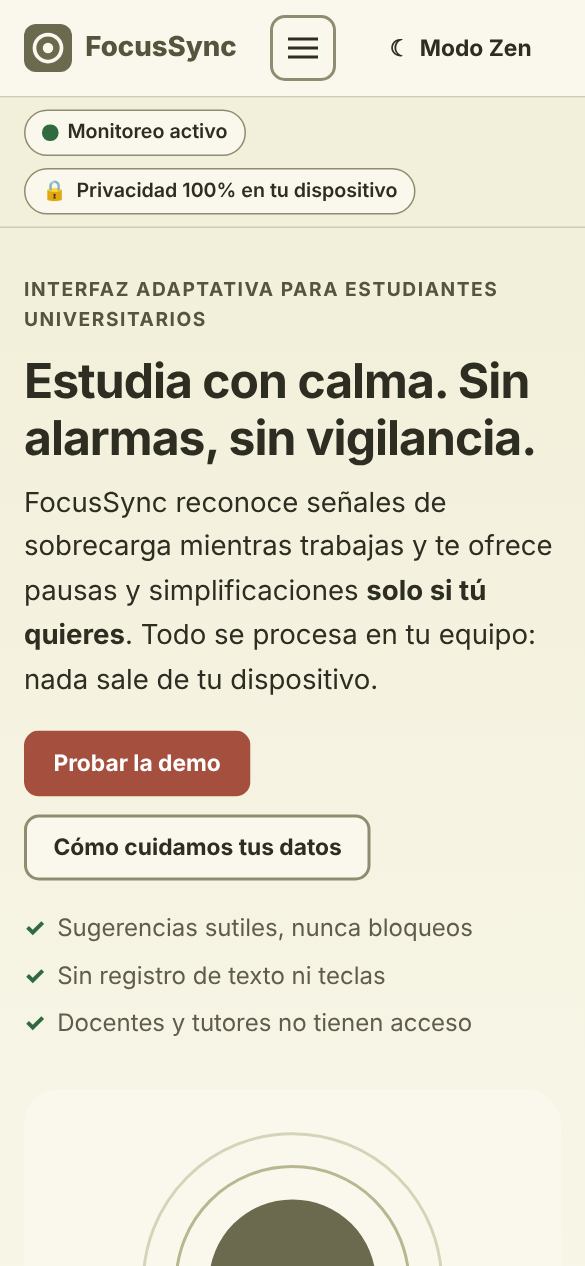 FocusSync
☾ Modo Zen
Monitoreo activo
🔒 Privacidad 100% en tu dispositivo
INTERFAZ ADAPTATIVA PARA ESTUDIANTES
UNIVERSITARIOS
Estudia con calma. Sin
alarmas, sin vigilancia.
FocusSync reconoce señales de
sobrecarga mientras trabajas y te ofrece
pausas y simplificaciones solo si tú
quieres. Todo se procesa en tu equipo:
nada sale de tu dispositivo.
Probar la demo
Cómo cuidamos tus datos
✓ Sugerencias sutiles, nunca bloqueos
✓ Sin registro de texto ni teclas
✓ Docentes y tutores no tienen acceso